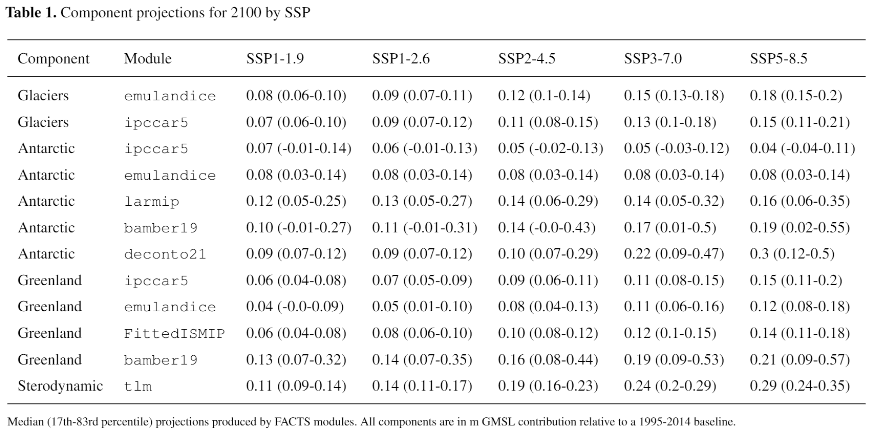 Table 1. Component projections for 2100 by SSP
Component Module SSP1-1.9 SSP1-2.6 SSP2-4.5 SSP3-7.0 SSP5-8.5
Glaciers emulandice 0.08 (0.06-0.10) 0.09 (0.07-0.11) 0.12 (0.1-0.14) 0.15 (0.13-0.18) 0.18 (0.15-0.2)
Glaciers ipccar5 0.07 (0.06-0.10) 0.09 (0.07-0.12) 0.11 (0.08-0.15) 0.13 (0.1-0.18) 0.15 (0.11-0.21)
Antarctic ipccar5 0.07 (-0.01-0.14) 0.06 (-0.01-0.13) 0.05 (-0.02-0.13) 0.05 (-0.03-0.12) 0.04 (-0.04-0.11)
Antarctic emulandice 0.08 (0.03-0.14) 0.08 (0.03-0.14) 0.08 (0.03-0.14) 0.08 (0.03-0.14) 0.08 (0.03-0.14)
Antarctic larmip 0.12 (0.05-0.25) 0.13 (0.05-0.27) 0.14 (0.06-0.29) 0.14 (0.05-0.32) 0.16 (0.06-0.35)
Antarctic bamber19 0.10 (-0.01-0.27) 0.11 (-0.01-0.31) 0.14 (-0.0-0.43) 0.17 (0.01-0.5) 0.19 (0.02-0.55)
Antarctic deconto21 0.09 (0.07-0.12) 0.09 (0.07-0.12) 0.10 (0.07-0.29) 0.22 (0.09-0.47) 0.3 (0.12-0.5)
Greenland ipccar5 0.06 (0.04-0.08) 0.07 (0.05-0.09) 0.09 (0.06-0.11) 0.11 (0.08-0.15) 0.15 (0.11-0.2)
Greenland emulandice 0.04 (-0.0-0.09) 0.05 (0.01-0.10) 0.08 (0.04-0.13) 0.11 (0.06-0.16) 0.12 (0.08-0.18)
Greenland FittedISMIP 0.06 (0.04-0.08) 0.08 (0.06-0.10) 0.10 (0.08-0.12) 0.12 (0.1-0.15) 0.14 (0.11-0.18)
Greenland bamber19 0.13 (0.07-0.32) 0.14 (0.07-0.35) 0.16 (0.08-0.44) 0.19 (0.09-0.53) 0.21 (0.09-0.57)
Sterodynamic tlm 0.11 (0.09-0.14) 0.14 (0.11-0.17) 0.19 (0.16-0.23) 0.24 (0.2-0.29) 0.29 (0.24-0.35)
Median (17th-83rd percentile) projections produced by FACTS modules. All components are in m GMSL contribution relative to a 1995-2014 baseline.